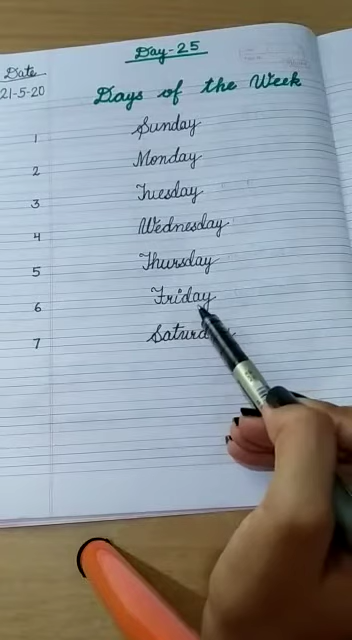 Day-25
Date
21-5-20
Days of the Week
1 Sunday
2 Monday
3 Tuesday
4 Wednesday
5 Thursday
6 Friday
7 Saturday